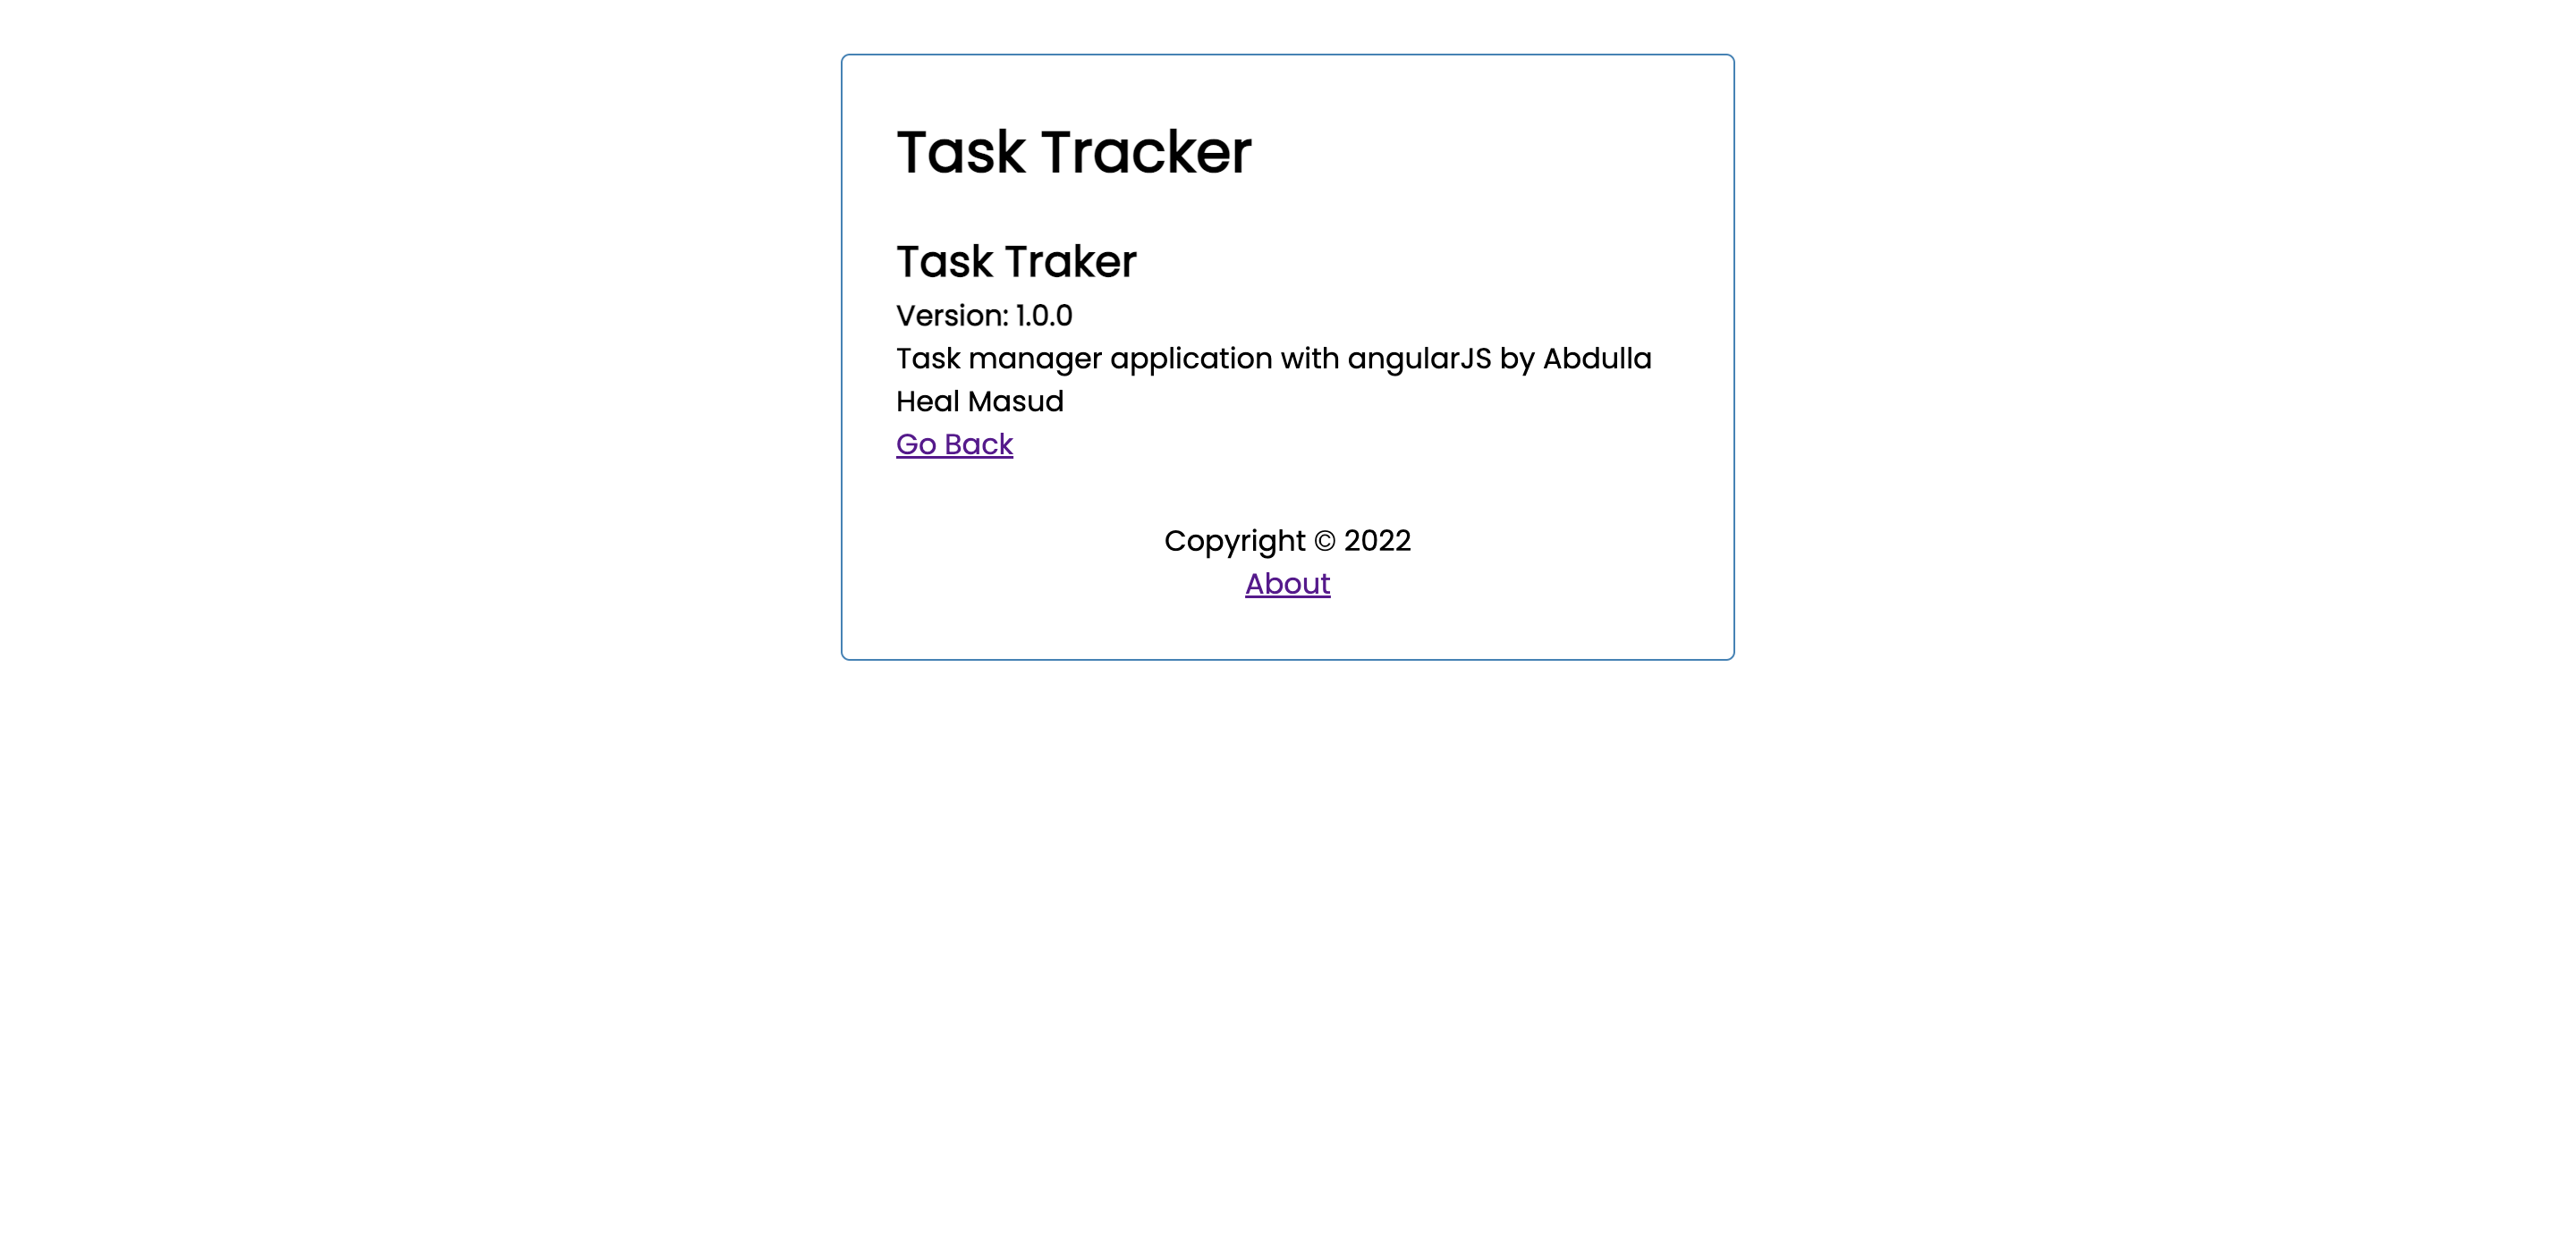 Task Tracker
Task Traker
Version: 1.0.0
Task manager application with angularJS by Abdulla
Heal Masud
Go Back
Copyright © 2022
About